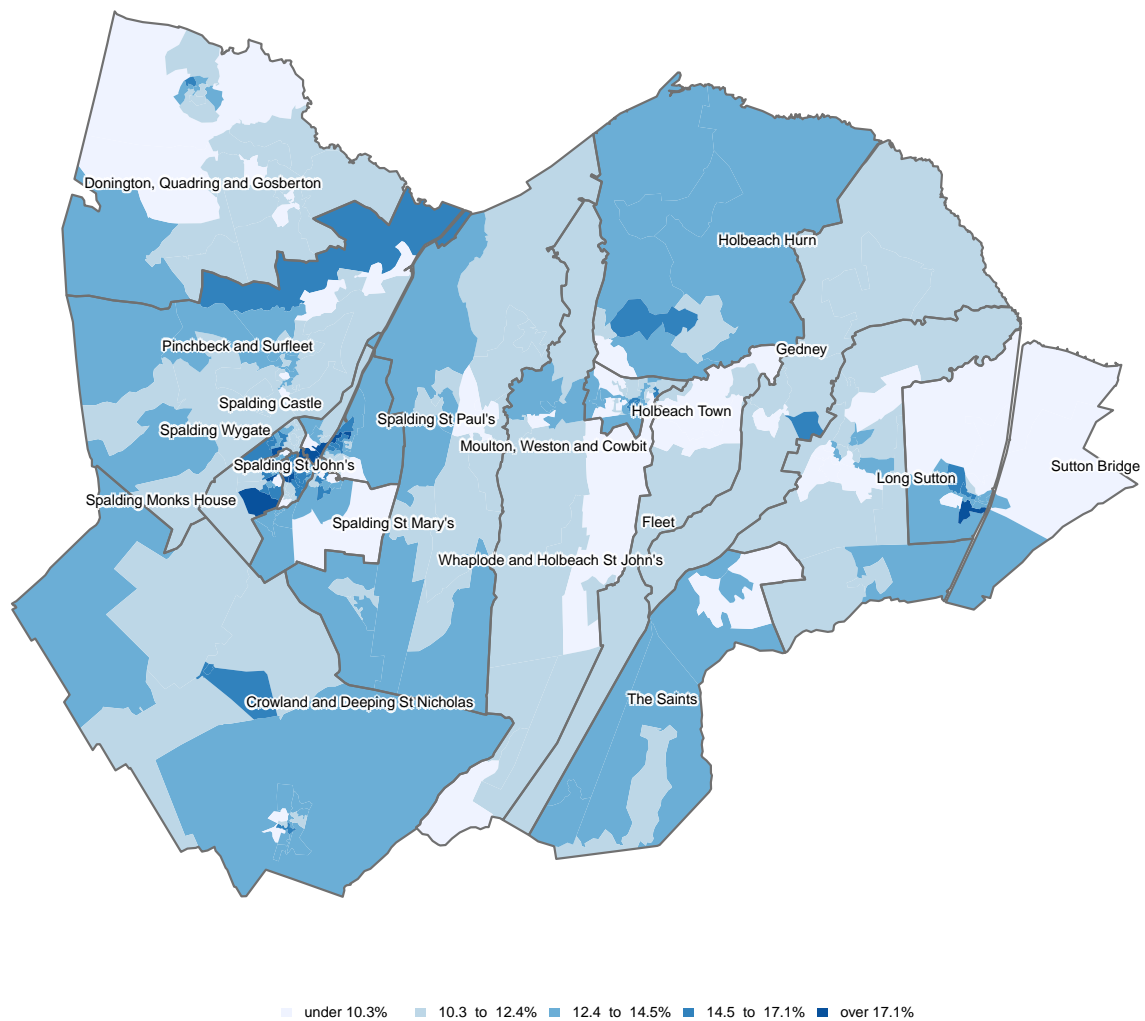 Donington, Quadring and Gosberton
Holbeach Hurn
Pinchbeck and Surfleet
Gedney
Spalding Castle
Holbeach Town
Spalding St Paul's
Spalding Wygate
Moulton, Weston and Cowbit
Spalding St John's
Sutton Bridge
Long Sutton
Spalding Monks House
Spalding St Mary's
Fleet
Whaplode and Holbeach St John's
The Saints
Crowland and Deeping St Nicholas
under 10.3% 10.3 to 12.4% 12.4 to 14.5% 14.5 to 17.1% over 17.1%